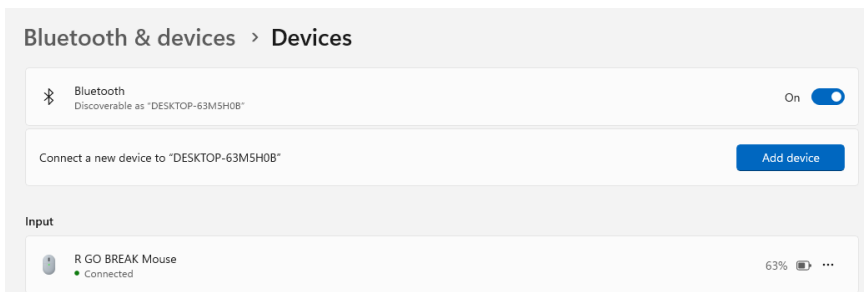 Bluetooth & devices > Devices
Bluetooth
Discoverable as "DESKTOP-63M5H0B"
On
Connect a new device to "DESKTOP-63M5H0B"
Add device
Input
R GO BREAK Mouse
Connected
63%